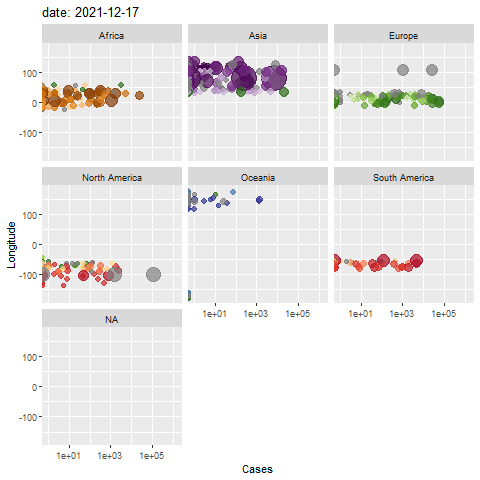 date: 2021-12-17
Africa
Asia
Europe
100
0
-100
North America
Oceania
South America
100
0
-100
1e+01
1e+03
1e+05
1e+01
1e+03
1e+05
NA
100
0
-100
1e+01
1e+03
1e+05
Longitude
Cases